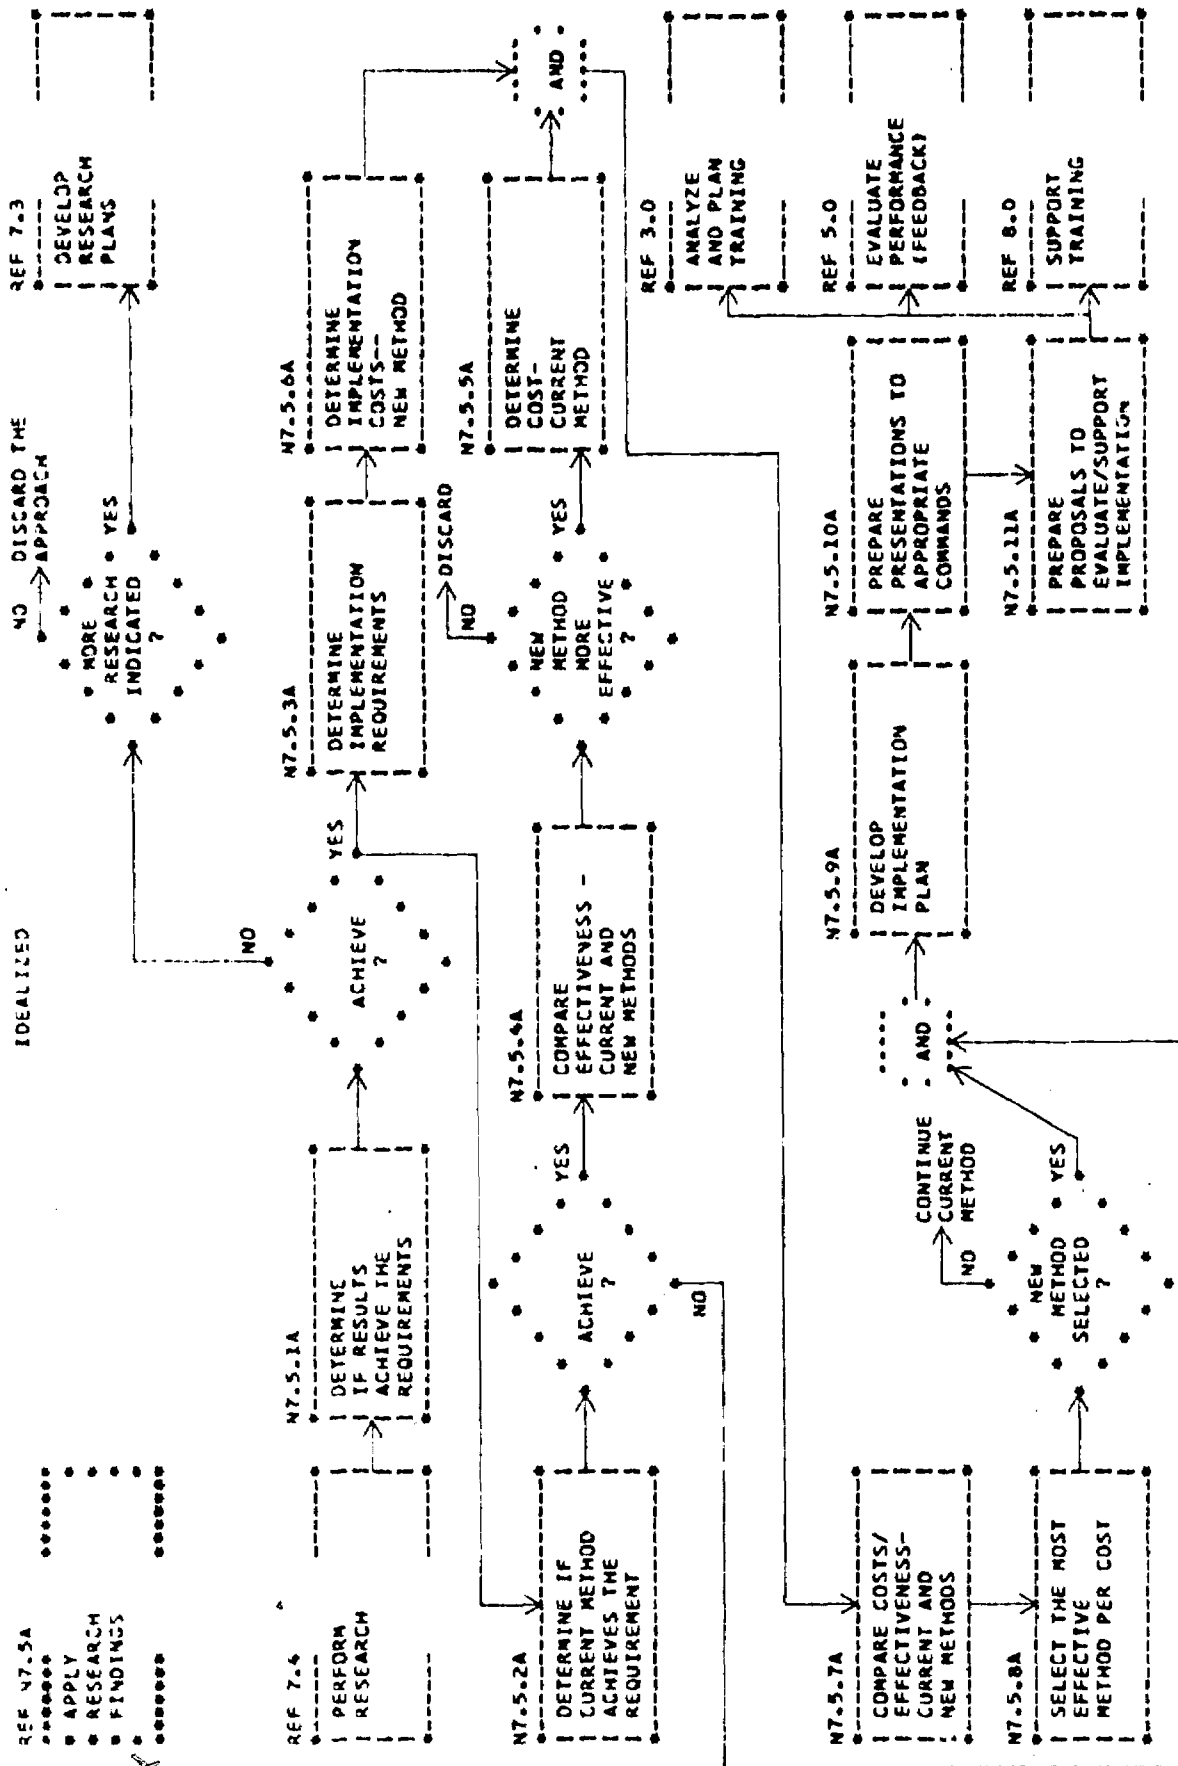 IDEALIZED
REF N7.5A
APPLY
RESEARCH
FINDINGS
NO DISCARD THE
APPROACH
MORE
RESEARCH
INDICATED
?
YES
REF 7.3
DEVELOP
RESEARCH
PLANS
REF 7.4
PERFORM
RESEARCH
N7.5.1A
DETERMINE
IF RESULTS
ACHIEVE THE
REQUIREMENTS
NO
ACHIEVE
?
YES
N7.5.3A
DETERMINE
IMPLEMENTATION
REQUIREMENTS
N7.5.6A
DETERMINE
IMPLEMENTATION
COSTS--
NEW METHOD
N7.5.2A
DETERMINE IF
CURRENT METHOD
ACHIEVES THE
REQUIREMENT
ACHIEVE
?
YES
NO
N7.5.4A
COMPARE
EFFECTIVENESS -
CURRENT AND
NEW METHODS
DISCARD
NO
NEW
METHOD
MORE
EFFECTIVE
?
YES
N7.5.5A
DETERMINE
COST-
CURRENT
METHOD
AND
N7.5.7A
COMPARE COSTS/
EFFECTIVENESS-
CURRENT AND
NEW METHODS
N7.5.8A
SELECT THE MOST
EFFECTIVE
METHOD PER COST
CONTINUE
CURRENT
METHOD
NO
NEW
METHOD
SELECTED
?
YES
AND
N7.5.9A
DEVELOP
IMPLEMENTATION
PLAN
N7.5.10A
PREPARE
PRESENTATIONS TO
APPROPRIATE
COMMANDS
N7.5.11A
PREPARE
PROPOSALS TO
EVALUATE/SUPPORT
IMPLEMENTATION
REF 3.0
ANALYZE
AND PLAN
TRAINING
REF 5.0
EVALUATE
PERFORMANCE
(FEEDBACK)
REF 8.0
SUPPORT
TRAINING